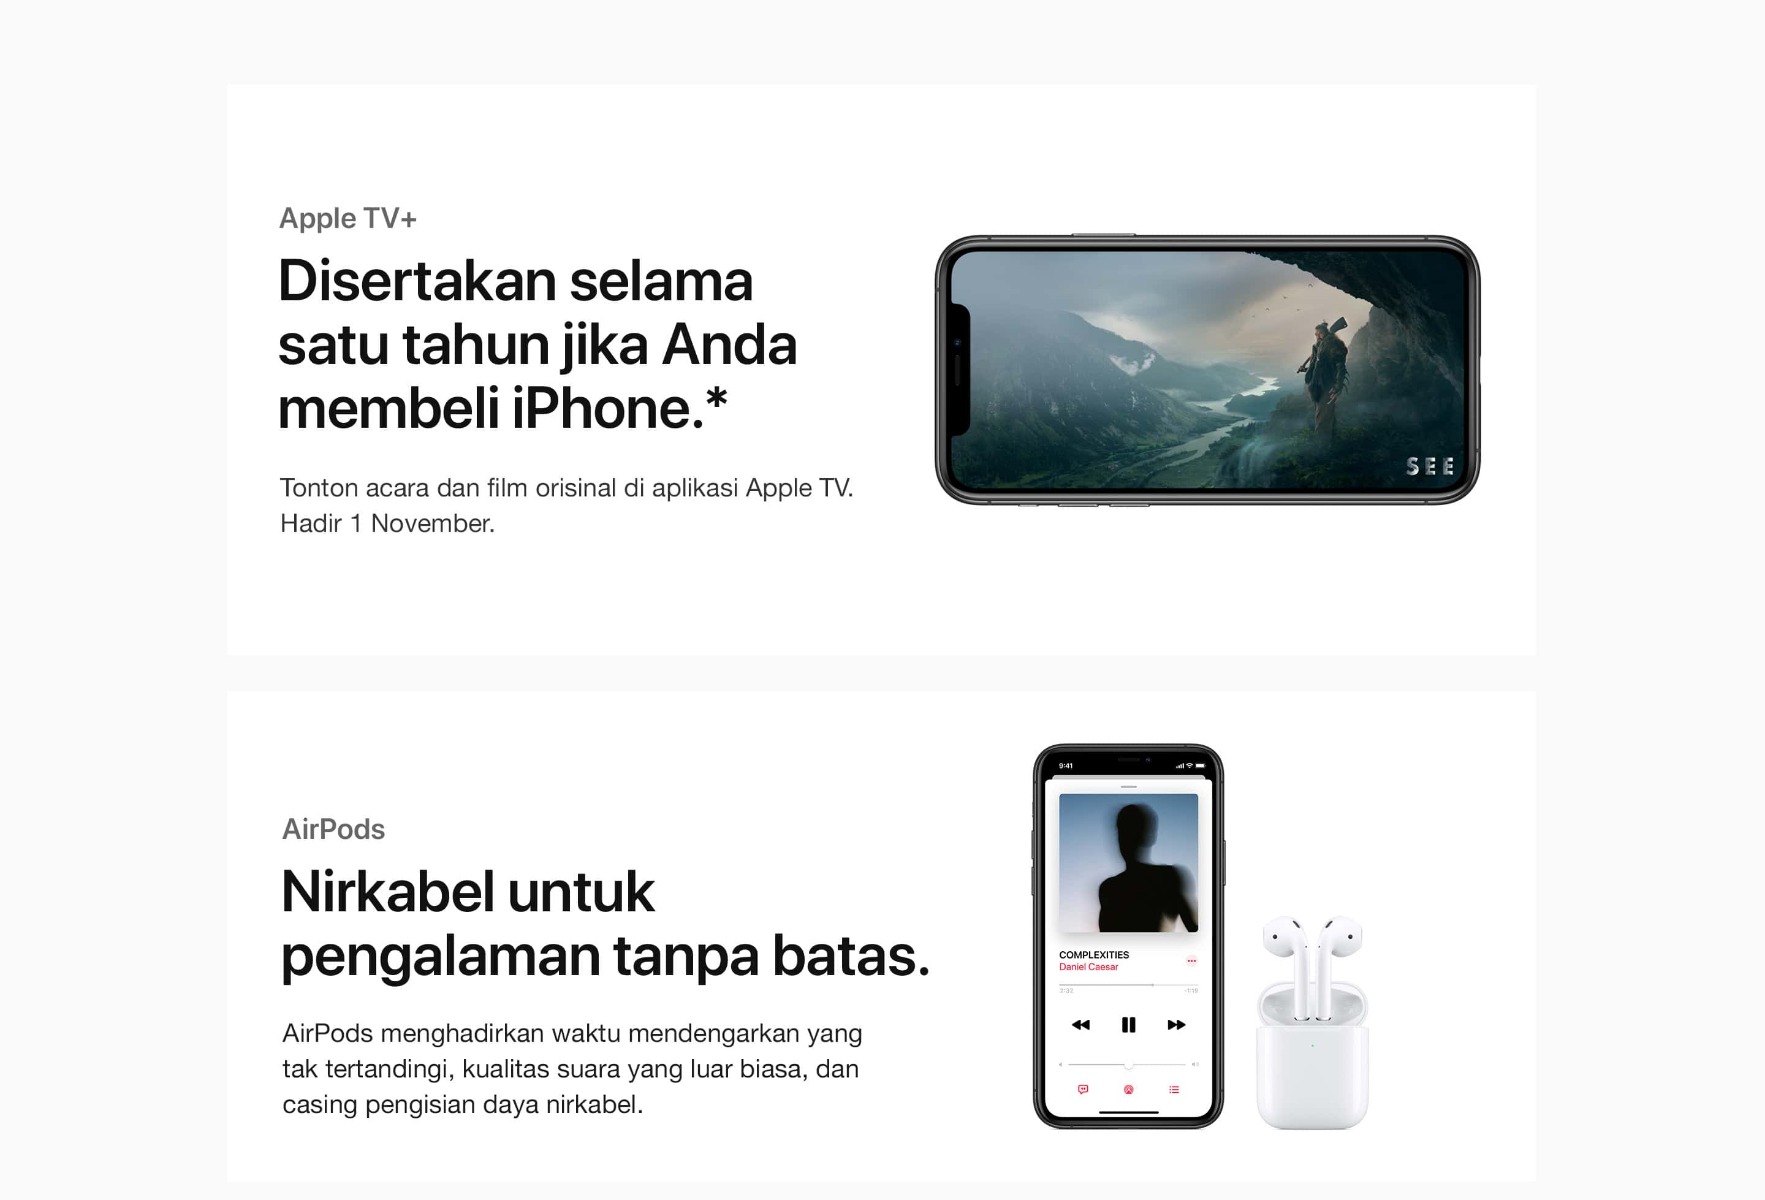 Apple TV+
Disertakan selama
satu tahun jika Anda
membeli iPhone.*
Tonton acara dan film orisinal di aplikasi Apple TV.
Hadir 1 November.
SEE
AirPods
Nirkabel untuk
pengalaman tanpa batas.
AirPods menghadirkan waktu mendengarkan yang
tak tertandingi, kualitas suara yang luar biasa, dan
casing pengisian daya nirkabel.
9:41
COMPLEXITIES
Daniel Caesar